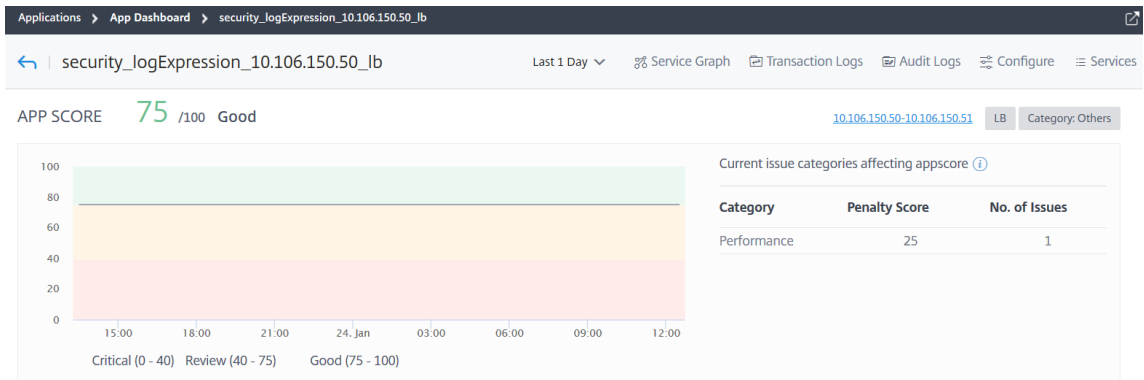 Applications > App Dashboard > security_logExpression_10.106.150.50_lb
security_logExpression_10.106.150.50_lb Last 1 Day Service Graph Transaction Logs Audit Logs Configure Services
APP SCORE 75 /100 Good 10.106.150.50-10.106.150.51 LB Category: Others
Current issue categories affecting appscore
Category Penalty Score No. of Issues
Performance 25 1
100
80
60
40
20
0
15:00 18:00 21:00 24. Jan 03:00 06:00 09:00 12:00
Critical (0 - 40) Review (40 - 75) Good (75 - 100)